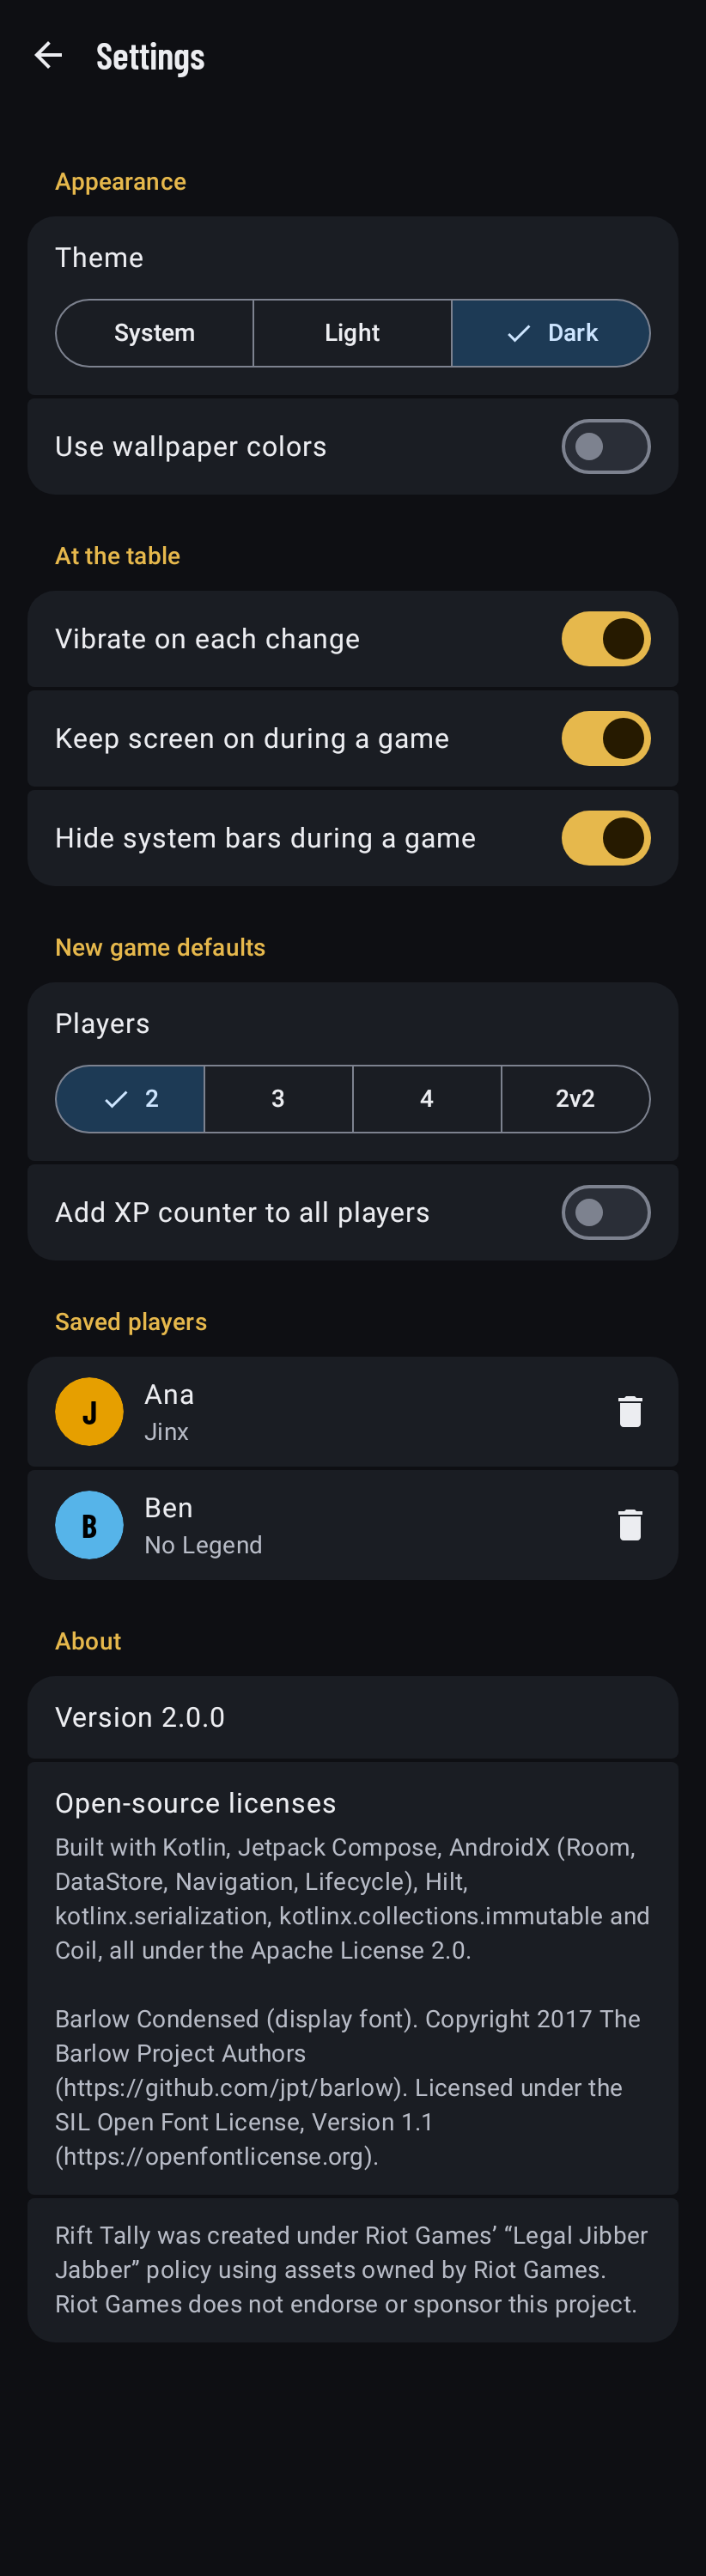 Settings
Appearance
Theme
System
Light
Dark
Use wallpaper colors
At the table
Vibrate on each change
Keep screen on during a game
Hide system bars during a game
New game defaults
Players
2
3
4
2v2
Add XP counter to all players
Saved players
J
Ana
Jinx
B
Ben
No Legend
About
Version 2.0.0
Open-source licenses
Built with Kotlin, Jetpack Compose, AndroidX (Room,
DataStore, Navigation, Lifecycle), Hilt,
kotlinx.serialization, kotlinx.collections.immutable and
Coil, all under the Apache License 2.0.
Barlow Condensed (display font). Copyright 2017 The
Barlow Project Authors
(https://github.com/jpt/barlow). Licensed under the
SIL Open Font License, Version 1.1
(https://openfontlicense.org).
Rift Tally was created under Riot Games’ “Legal Jibber
Jabber” policy using assets owned by Riot Games.
Riot Games does not endorse or sponsor this project.